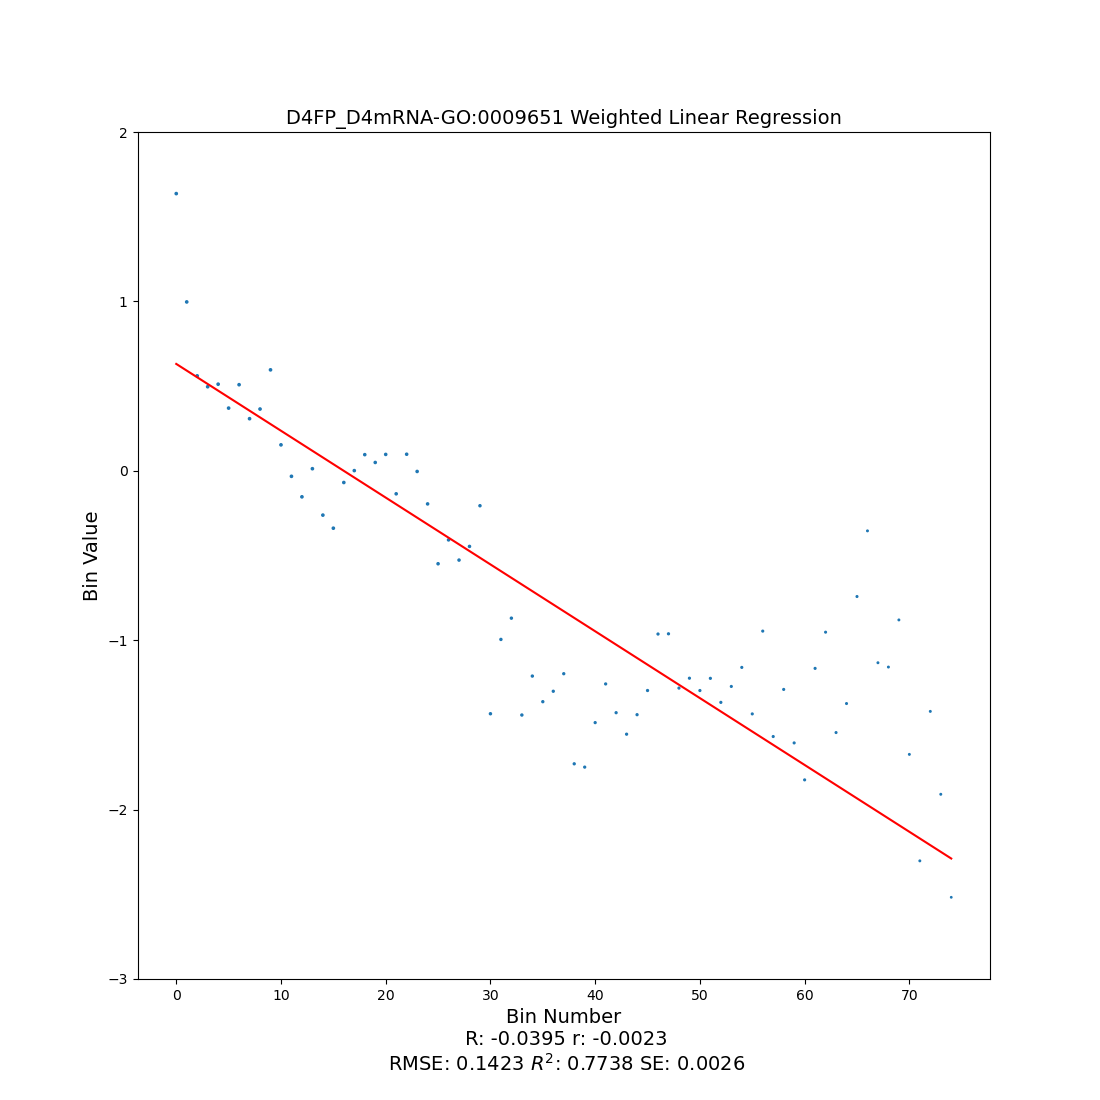 D4FP_D4mRNA-GO:0009651 Weighted Linear Regression
2
1
0
−1
−2
−3
Bin Value
0 10 20 30 40 50 60 70
Bin Number
R: -0.0395 r: -0.0023
RMSE: 0.1423 R²: 0.7738 SE: 0.0026